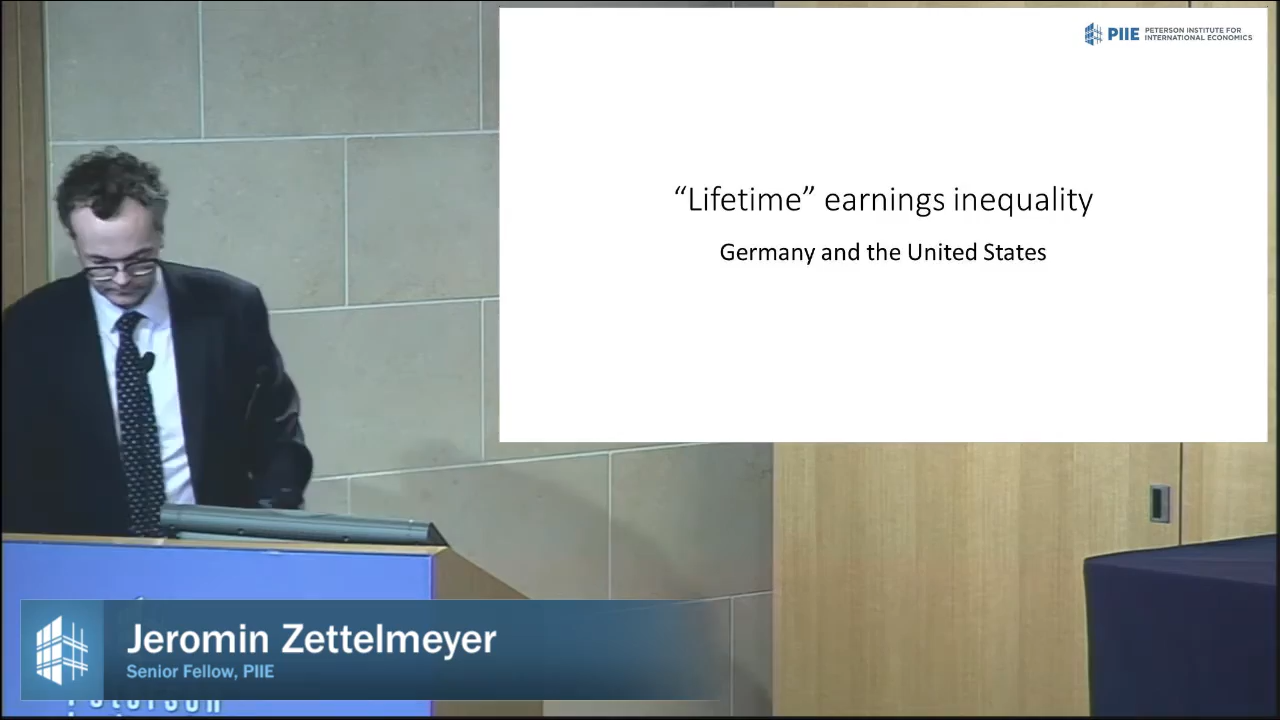 PIIE PETERSON INSTITUTE FOR
INTERNATIONAL ECONOMICS
“Lifetime” earnings inequality
Germany and the United States
Jeromin Zettelmeyer
Senior Fellow, PIIE
Peterson